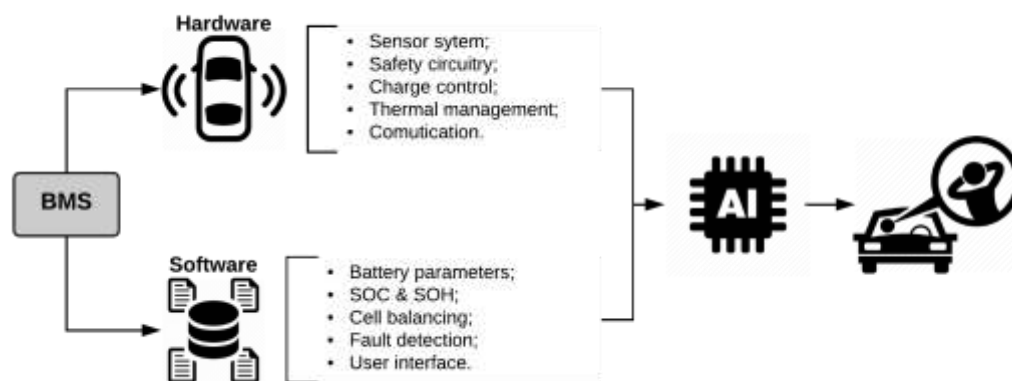 Hardware
• Sensor sytem;
• Safety circuitry;
• Charge control;
• Thermal management;
• Comutication.
BMS
AI
Software
• Battery parameters;
• SOC & SOH;
• Cell balancing;
• Fault detection;
• User interface.